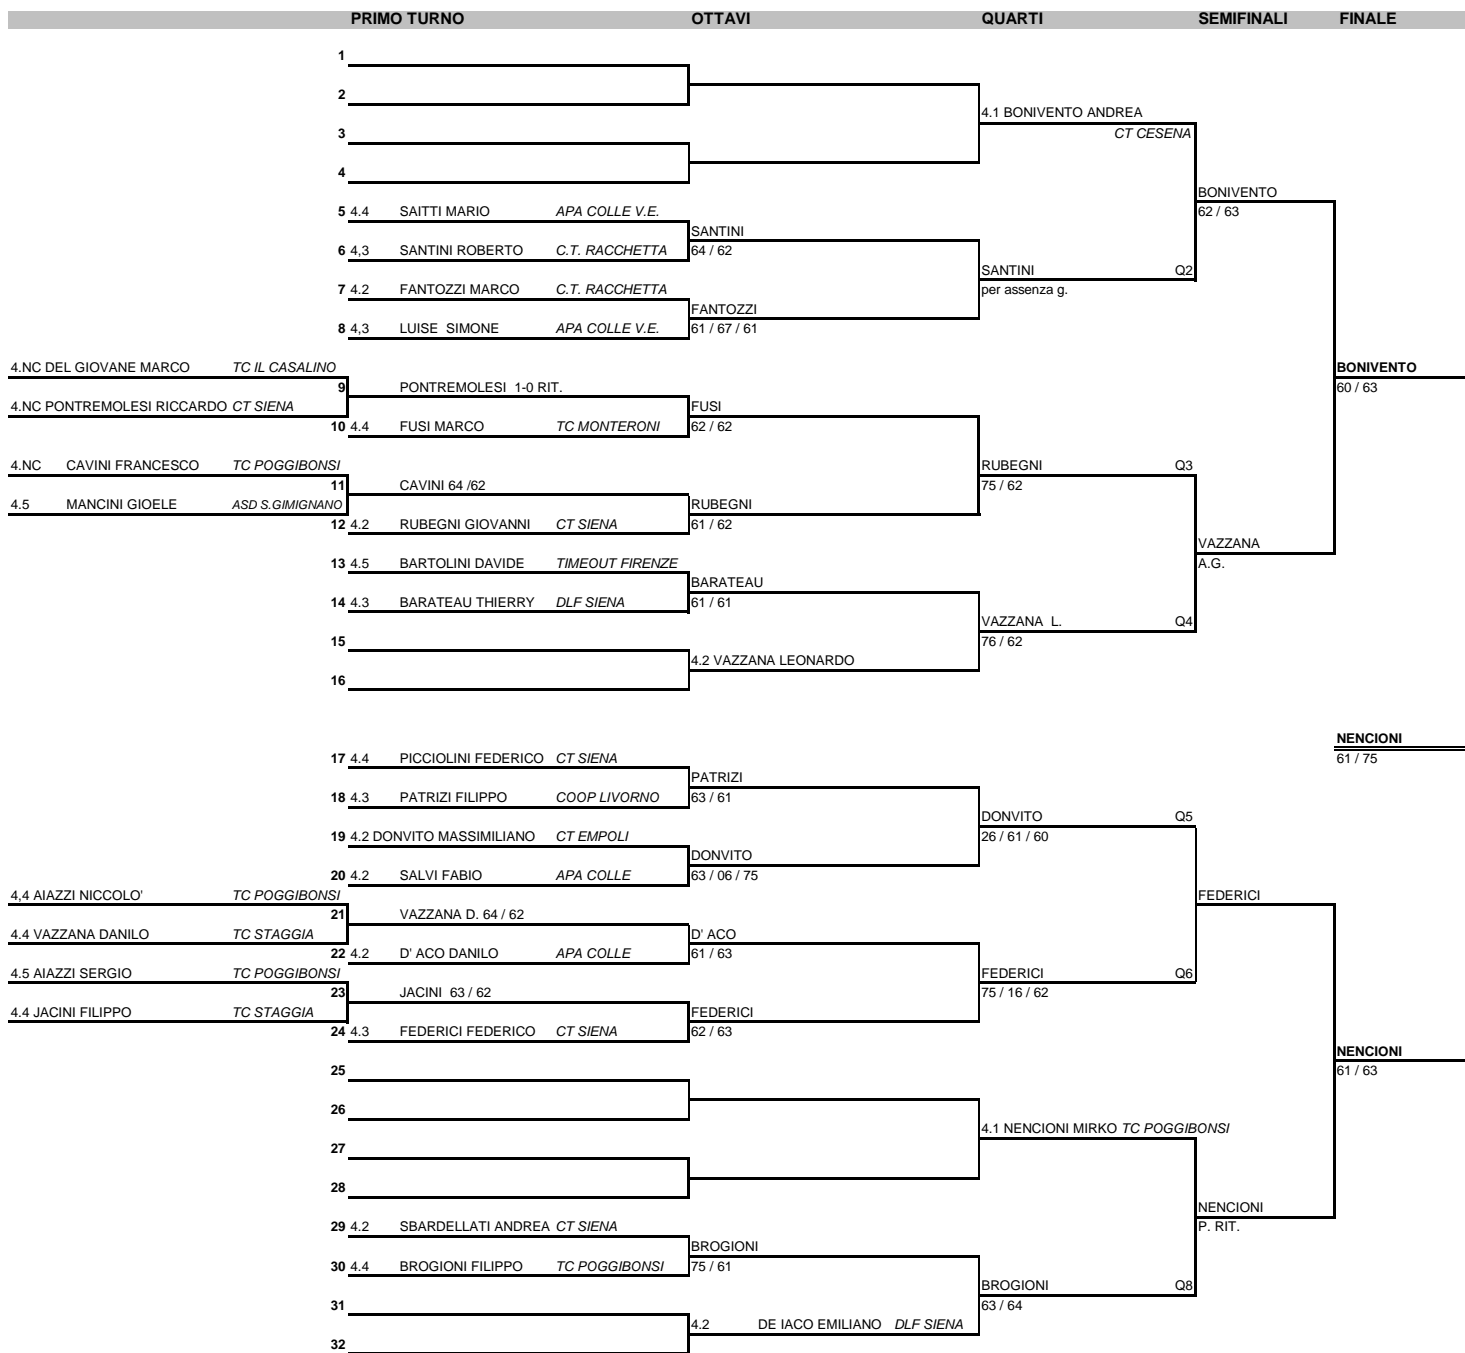 PRIMO TURNO OTTAVI QUARTI SEMIFINALI FINALE
1
2
4.1 BONIVENTO ANDREA
3 CT CESENA
4
BONIVENTO
5 4.4 SAITTI MARIO APA COLLE V.E. 62 / 63
SANTINI
6 4,3 SANTINI ROBERTO C.T. RACCHETTA 64 / 62
SANTINI Q2
7 4.2 FANTOZZI MARCO C.T. RACCHETTA per assenza g.
FANTOZZI
8 4,3 LUISE SIMONE APA COLLE V.E. 61 / 67 / 61
4.NC DEL GIOVANE MARCO TC IL CASALINO BONIVENTO
9 PONTREMOLESI 1-0 RIT. 60 / 63
4.NC PONTREMOLESI RICCARDO CT SIENA FUSI
10 4.4 FUSI MARCO TC MONTERONI 62 / 62
4.NC CAVINI FRANCESCO TC POGGIBONSI RUBEGNI Q3
11 CAVINI 64 /62 75 / 62
4.5 MANCINI GIOELE ASD S.GIMIGNANO RUBEGNI
12 4.2 RUBEGNI GIOVANNI CT SIENA 61 / 62
VAZZANA
13 4.5 BARTOLINI DAVIDE TIMEOUT FIRENZE A.G.
BARATEAU
14 4.3 BARATEAU THIERRY DLF SIENA 61 / 61
VAZZANA L. Q4
15 76 / 62
4.2 VAZZANA LEONARDO
16
NENCIONI
17 4.4 PICCIOLINI FEDERICO CT SIENA 61 / 75
PATRIZI
18 4.3 PATRIZI FILIPPO COOP LIVORNO 63 / 61
DONVITO Q5
19 4.2 DONVITO MASSIMILIANO CT EMPOLI 26 / 61 / 60
DONVITO
20 4.2 SALVI FABIO APA COLLE 63 / 06 / 75
4,4 AIAZZI NICCOLO' TC POGGIBONSI FEDERICI
21 VAZZANA D. 64 / 62
4.4 VAZZANA DANILO TC STAGGIA D' ACO
22 4.2 D' ACO DANILO APA COLLE 61 / 63
4.5 AIAZZI SERGIO TC POGGIBONSI FEDERICI Q6
23 JACINI 63 / 62 75 / 16 / 62
4.4 JACINI FILIPPO TC STAGGIA FEDERICI
24 4.3 FEDERICI FEDERICO CT SIENA 62 / 63
NENCIONI
25 61 / 63
26
4.1 NENCIONI MIRKO TC POGGIBONSI
27
28
NENCIONI
29 4.2 SBARDELLATI ANDREA CT SIENA P. RIT.
BROGIONI
30 4.4 BROGIONI FILIPPO TC POGGIBONSI 75 / 61
BROGIONI Q8
31 63 / 64
4.2 DE IACO EMILIANO DLF SIENA
32